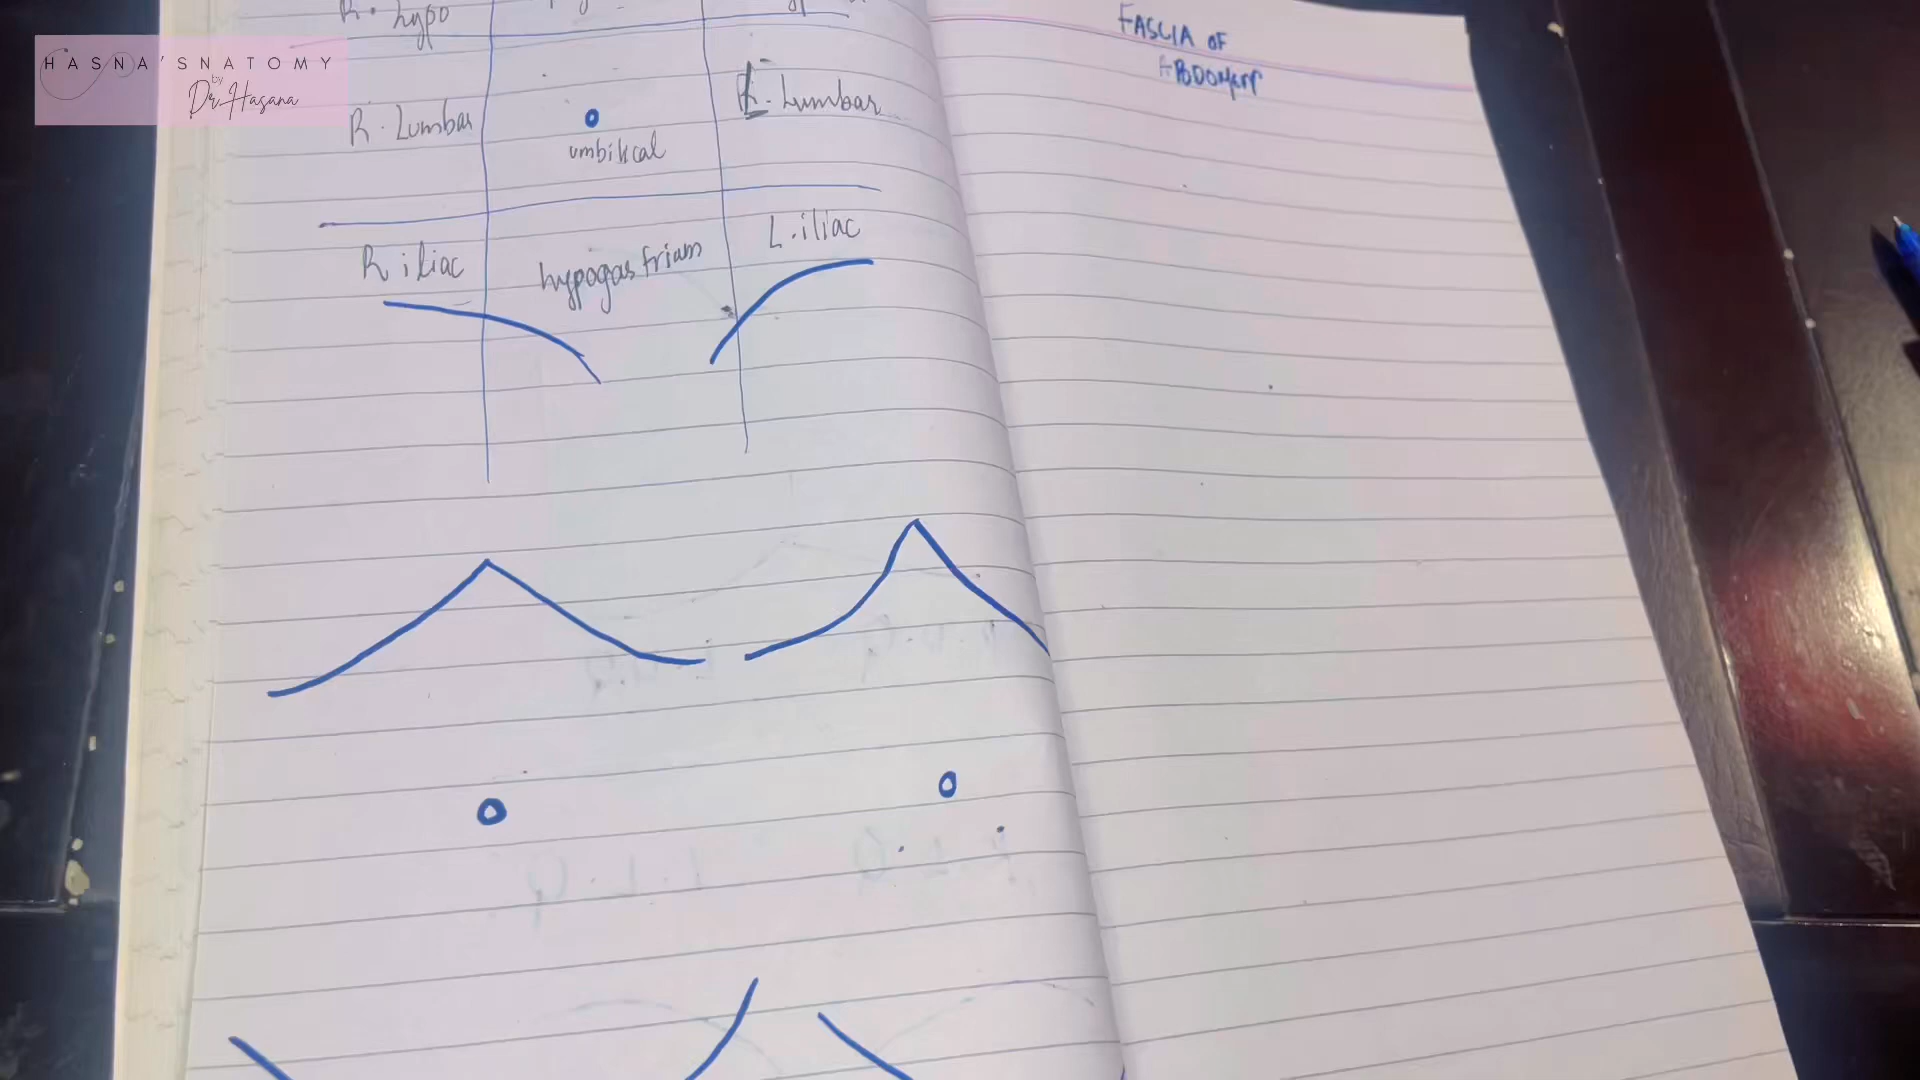 HASNA'SNATOMY
by
Dr.Hasana
R. hypo
R. Lumbar
umbilical
L. Lumbar
R iliac
hypogastrium
L. iliac
FASCIA OF
ABDOMEN